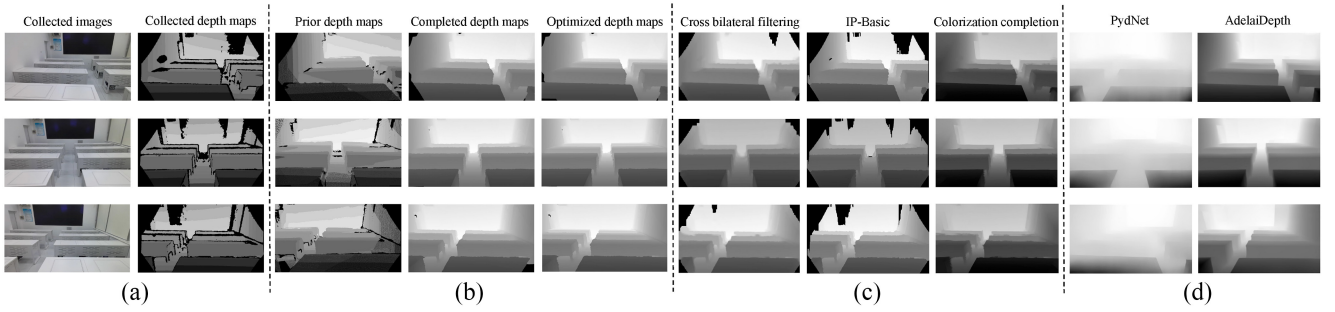 Collected images Collected depth maps Prior depth maps Completed depth maps Optimized depth maps Cross bilateral filtering IP-Basic Colorization completion PydNet AdelaiDepth
(a) (b) (c) (d)